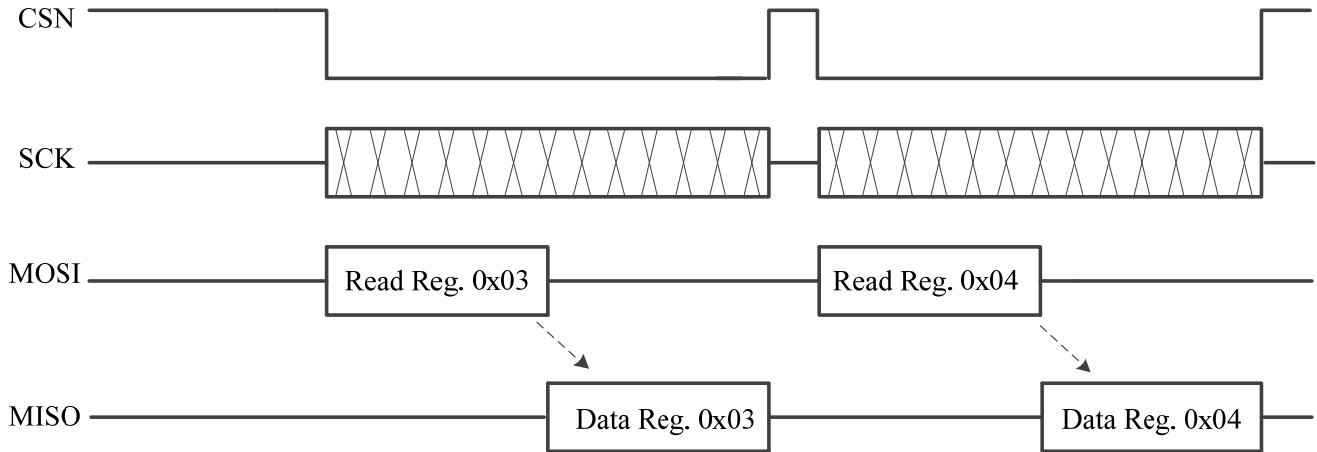 CSN
SCK
MOSI
Read Reg. 0x03
Read Reg. 0x04
MISO
Data Reg. 0x03
Data Reg. 0x04